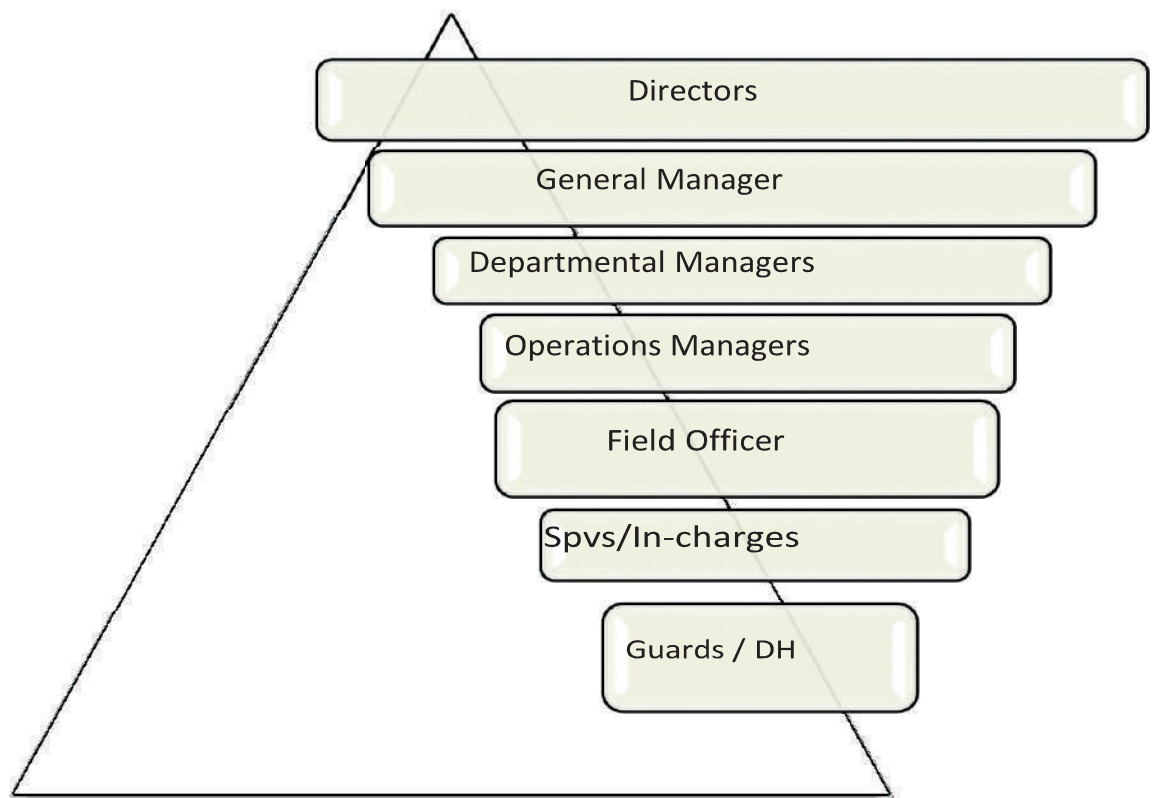 Directors
General Manager
Departmental Managers
Operations Managers
Field Officer
Spvs/In-charges
Guards / DH